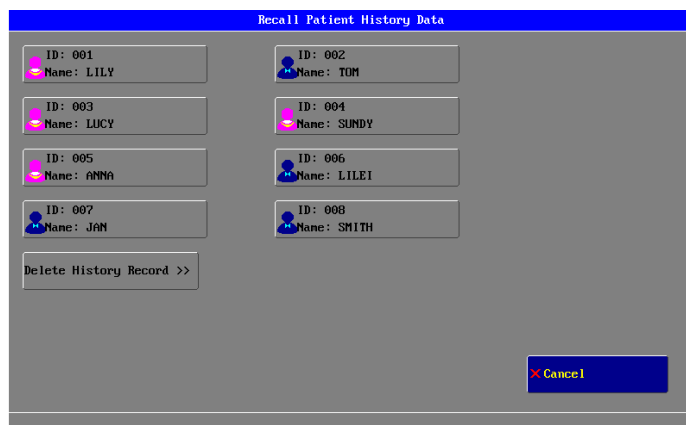 Recall Patient History Data
ID: 001
Name: LILY
ID: 002
Name: TOM
ID: 003
Name: LUCY
ID: 004
Name: SUNDY
ID: 005
Name: ANNA
ID: 006
Name: LILEI
ID: 007
Name: JAN
ID: 008
Name: SMITH
Delete History Record >>
Cancel